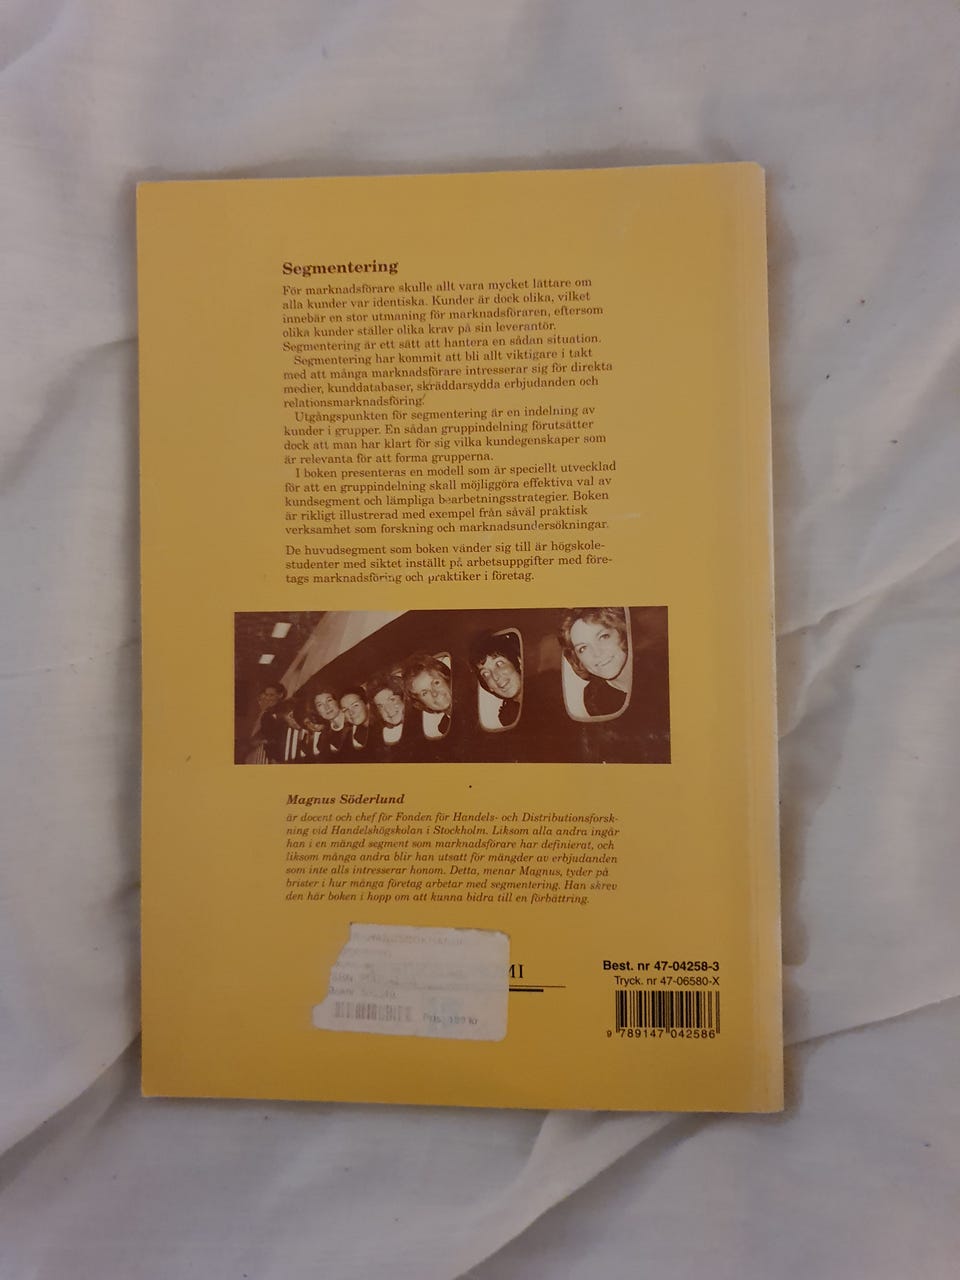 Segmentering
För marknadsförare skulle allt vara mycket lättare om
alla kunder var identiska. Kunder är dock olika, vilket
innebär en stor utmaning för marknadsföraren, eftersom
olika kunder ställer olika krav på sin leverantör.
Segmentering är ett sätt att hantera en sådan situation.
Segmentering har kommit att bli allt viktigare i takt
med att många marknadsförare intresserar sig för direkta
medier, kunddatabaser, skräddarsydda erbjudanden och
relationsmarknadsföring.
Utgångspunkten för segmentering är en indelning av
kunder i grupper. En sådan gruppindelning förutsätter
dock att man har klart för sig vilka kundegenskaper som
är relevanta för att forma grupperna.
I boken presenteras en modell som är speciellt utvecklad
för att en gruppindelning skall möjliggöra effektiva val av
kundsegment och lämpliga bearbetningsstrategier. Boken
är rikligt illustrerad med exempel från såväl praktisk
verksamhet som forskning och marknadsundersökningar.
De huvudsegment som boken vänder sig till är högskole-
studenter med siktet inställt på arbetsuppgifter med före-
tags marknadsföring och praktiker i företag.
Magnus Söderlund
är docent och chef för Fonden för Handels- och Distributionsforsk-
ning vid Handelshögskolan i Stockholm. Liksom alla andra ingår
han i en mängd segment som marknadsförare har definierat, och
liksom många andra blir han utsatt för mängder av erbjudanden
som inte alls intresserar honom. Detta, menar Magnus, tyder på
brister i hur många företag arbetar med segmentering. Han skrev
den här boken i hopp om att kunna bidra till en förbättring.
MI
Best. nr 47-04258-3
Tryck. nr 47-06580-X
9 789147 042586